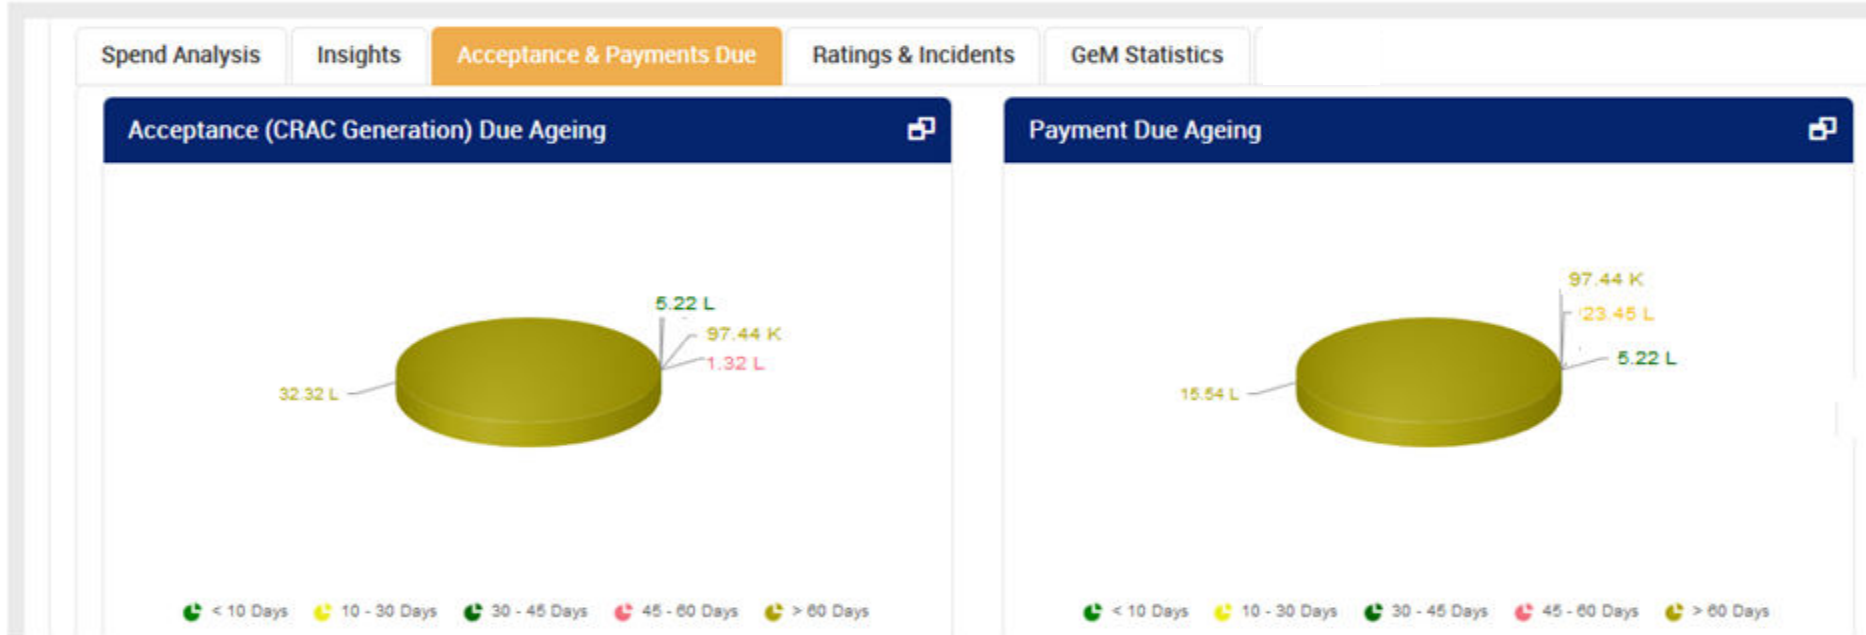 Spend Analysis Insights Acceptance & Payments Due Ratings & Incidents GeM Statistics
Acceptance (CRAC Generation) Due Ageing
5.22 L
97.44 K
1.32 L
32.32 L
< 10 Days 10 - 30 Days 30 - 45 Days 45 - 60 Days > 60 Days
Payment Due Ageing
97.44 K
23.45 L
5.22 L
15.54 L
< 10 Days 10 - 30 Days 30 - 45 Days 45 - 60 Days > 60 Days